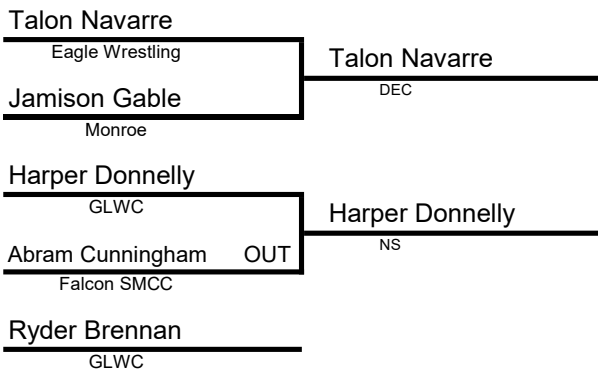 Talon Navarre
Eagle Wrestling
Talon Navarre
DEC
Jamison Gable
Monroe
Harper Donnelly
GLWC
Harper Donnelly
NS
Abram Cunningham OUT
Falcon SMCC
Ryder Brennan
GLWC